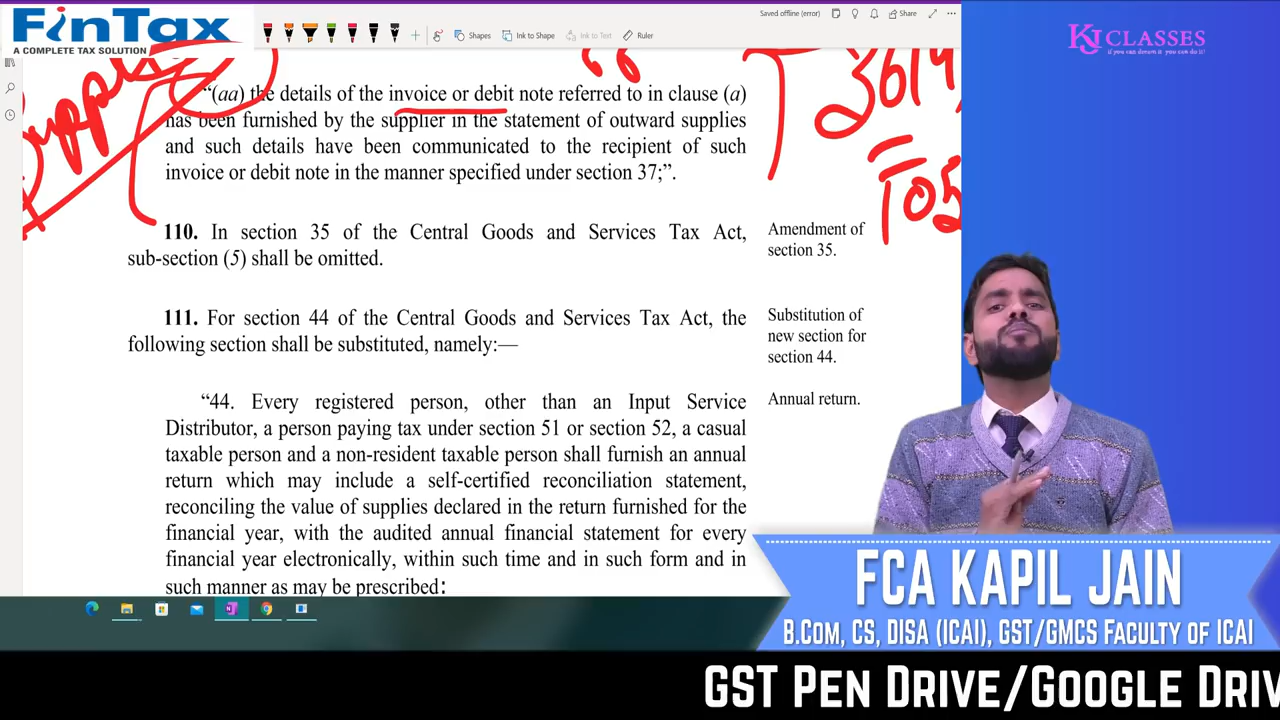 FinTax
A COMPLETE TAX SOLUTION
Saved offline (error)
Share
Shapes
Ink to Shape
Ink to Text
Ruler
KJ CLASSES
if you can dream it you can do it!
“(aa) the details of the invoice or debit note referred to in clause (a)
has been furnished by the supplier in the statement of outward supplies
and such details have been communicated to the recipient of such
invoice or debit note in the manner specified under section 37;”.
110. In section 35 of the Central Goods and Services Tax Act,
sub-section (5) shall be omitted.
Amendment of
section 35.
111. For section 44 of the Central Goods and Services Tax Act, the
following section shall be substituted, namely:—
Substitution of
new section for
section 44.
“44. Every registered person, other than an Input Service
Distributor, a person paying tax under section 51 or section 52, a casual
taxable person and a non-resident taxable person shall furnish an annual
return which may include a self-certified reconciliation statement,
reconciling the value of supplies declared in the return furnished for the
financial year, with the audited annual financial statement for every
financial year electronically, within such time and in such form and in
such manner as may be prescribed:
Annual return.
FCA KAPIL JAIN
B.Com, CS, DISA (ICAI), GST/GMCS Faculty of ICAI
GST Pen Drive/Google Driv